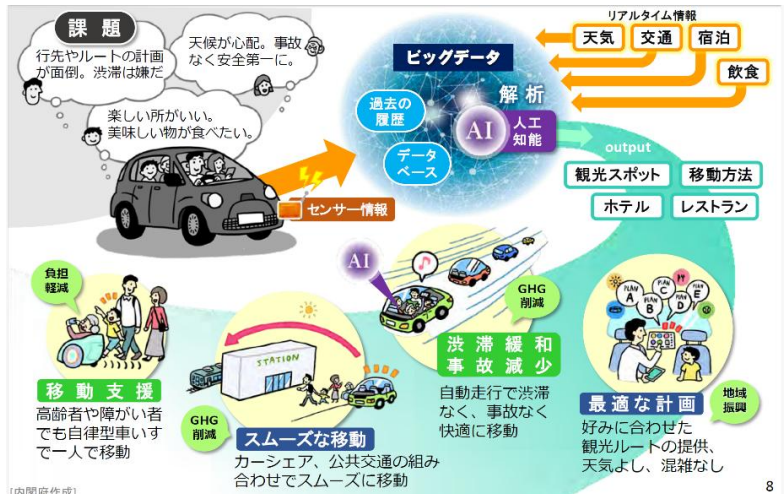 課題
行先やルートの計画
が面倒。渋滞は嫌だ
天候が心配。事故
なく安全第一に。
楽しい所がいい。
美味しい物が食べたい。
センサー情報
ビッグデータ
過去の
履歴
データ
ベース
解析
AI
人工
知能
リアルタイム情報
天気
交通
宿泊
飲食
output
観光スポット
移動方法
ホテル
レストラン
負担
軽減
移動支援
高齢者や障がい者
でも自律型車いす
で一人で移動
STATION
GHG
削減
スムーズな移動
カーシェア、公共交通の組み
合わせでスムーズに移動
AI
GHG
削減
渋滞緩和
事故減少
自動走行で渋滞
なく、事故なく
快適に移動
PLAN
A
PLAN
B
PLAN
C
PLAN
D
PLAN
E
最適な計画
地域
振興
好みに合わせた
観光ルートの提供、
天気よし、混雑なし
[内閣府作成]
8